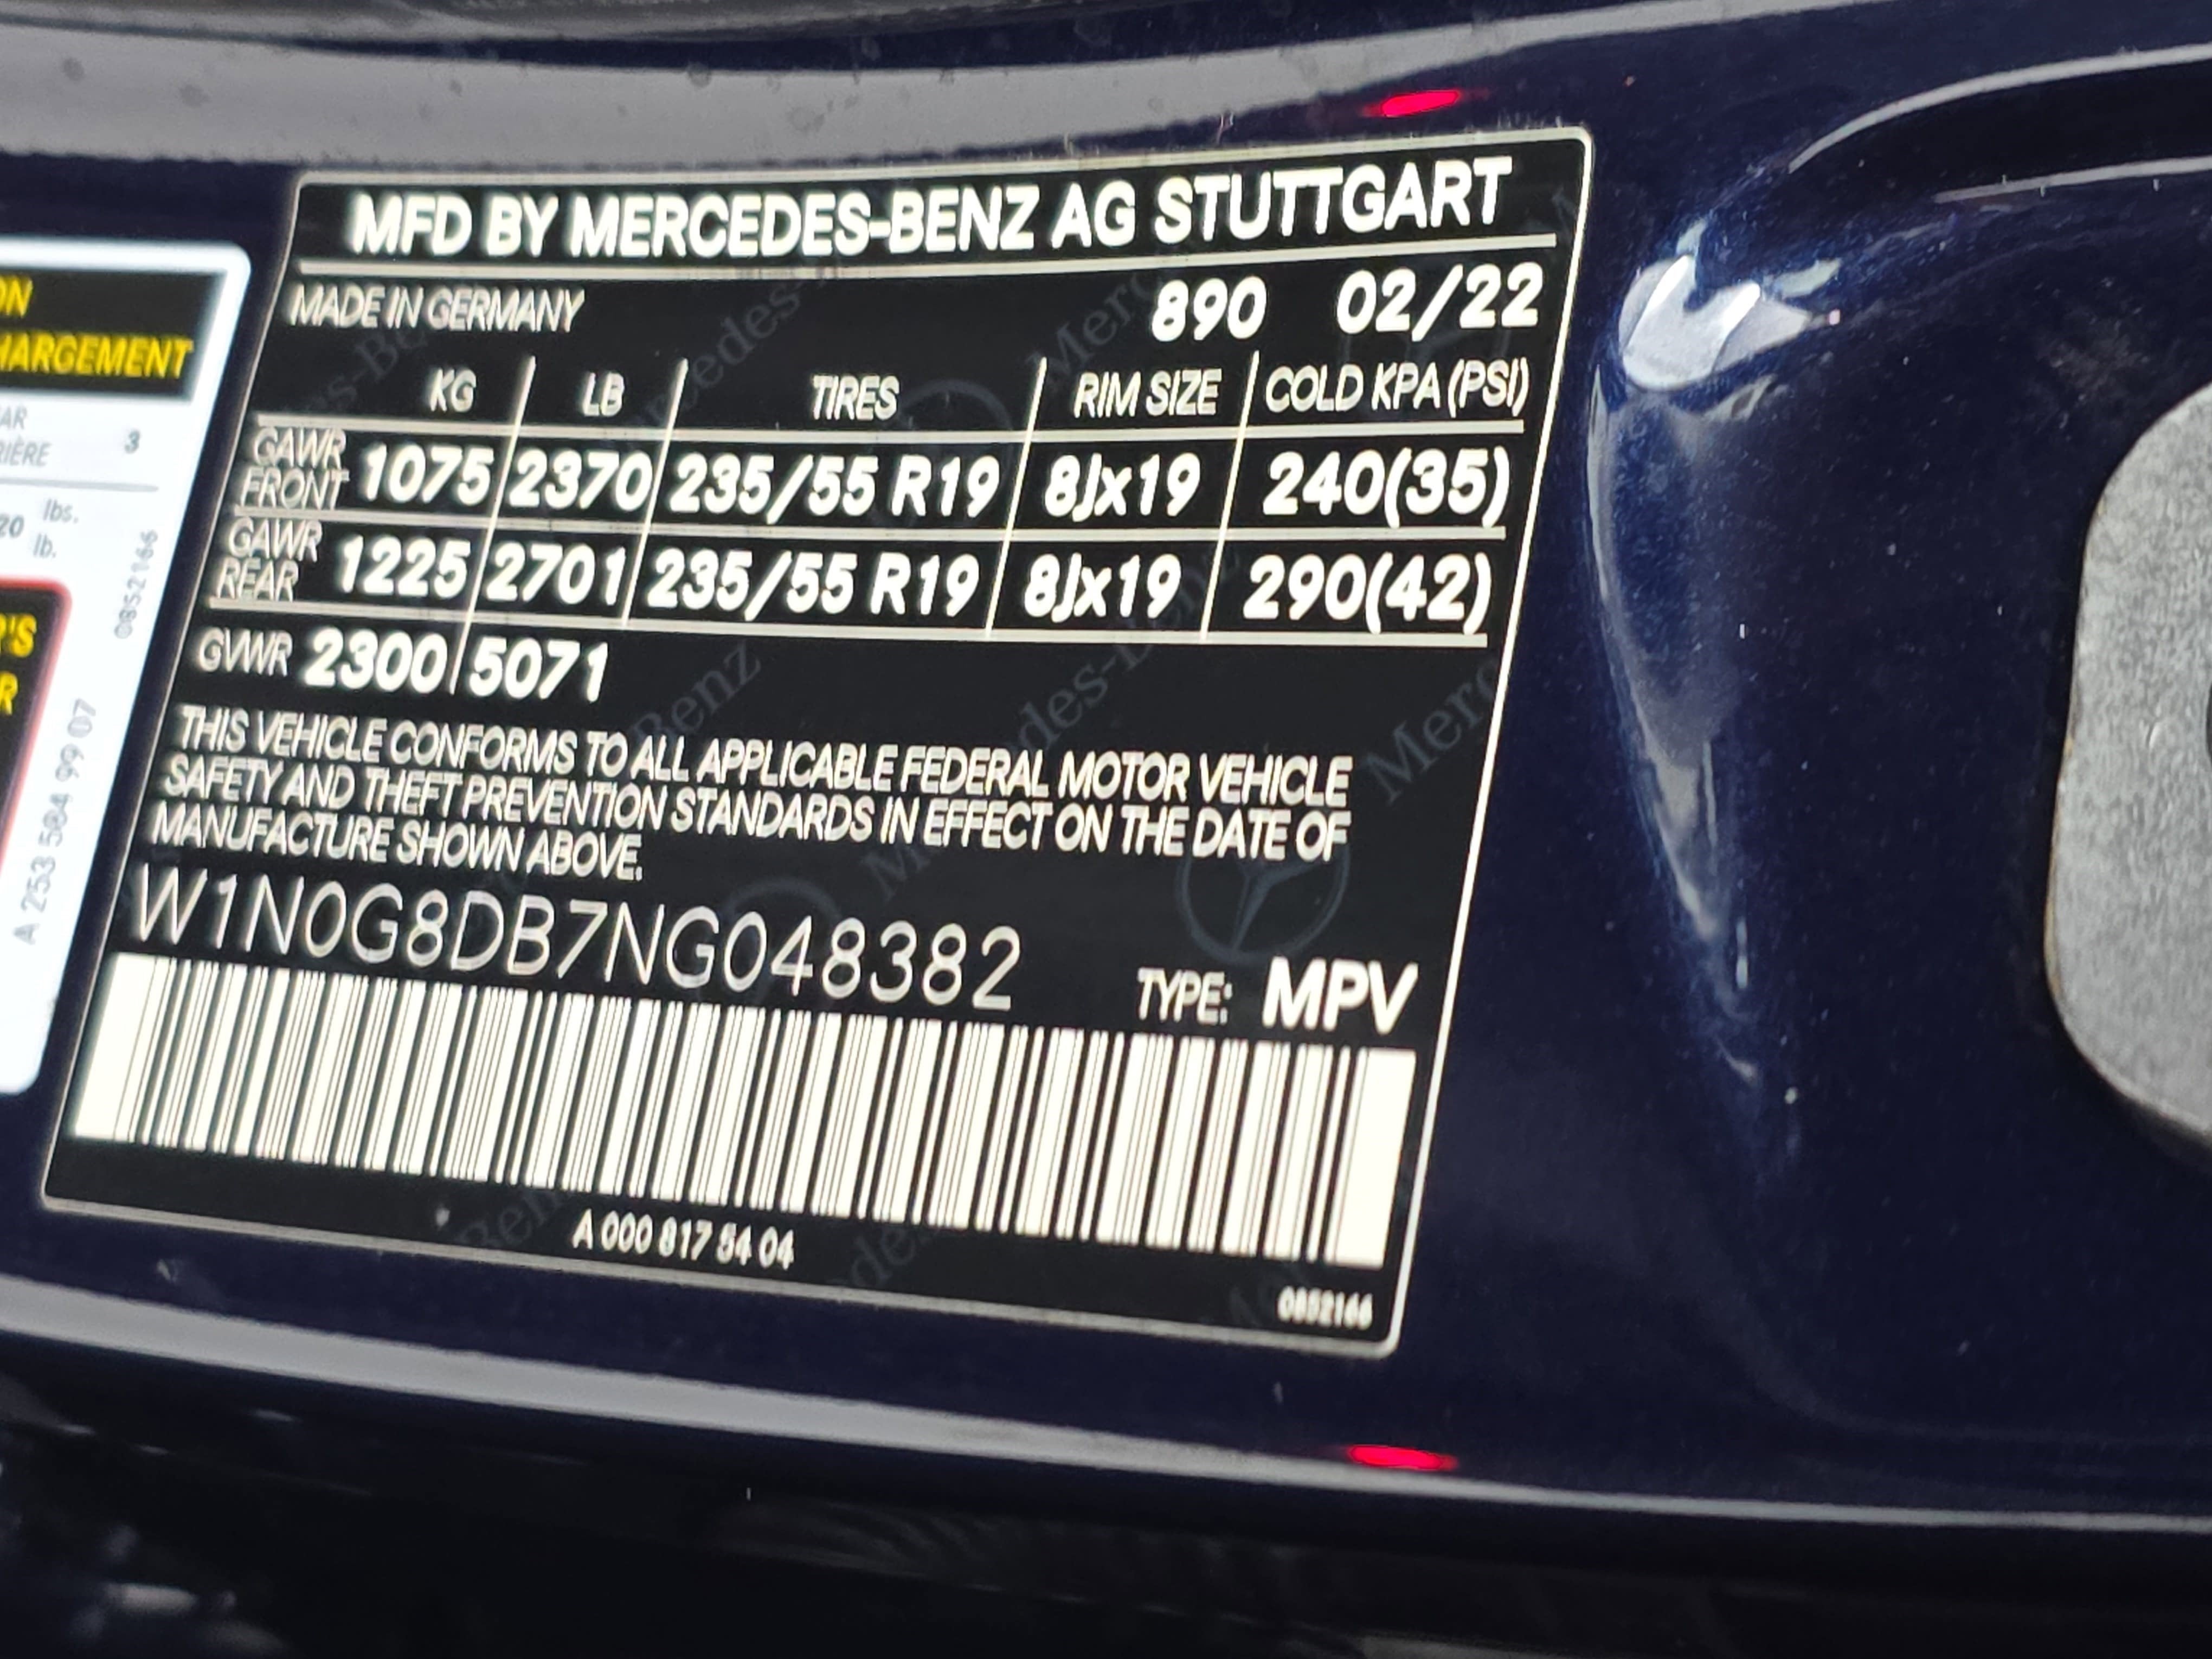 MFD BY MERCEDES-BENZ AG STUTTGART
MADE IN GERMANY 890 02/22
KG LB TIRES RIM SIZE COLD KPA (PSI)
GAWR FRONT 1075 2370 235/55 R19 8Jx19 240(35)
GAWR REAR 1225 2701 235/55 R19 8Jx19 290(42)
GVWR 2300 5071
THIS VEHICLE CONFORMS TO ALL APPLICABLE FEDERAL MOTOR VEHICLE
SAFETY AND THEFT PREVENTION STANDARDS IN EFFECT ON THE DATE OF
MANUFACTURE SHOWN ABOVE.
W1N0G8DB7NG048382
TYPE: MPV
A 000 817 54 04
0852166
HARGEMENT
3
lbs.
lb.
0852166
A 253 584 99 07